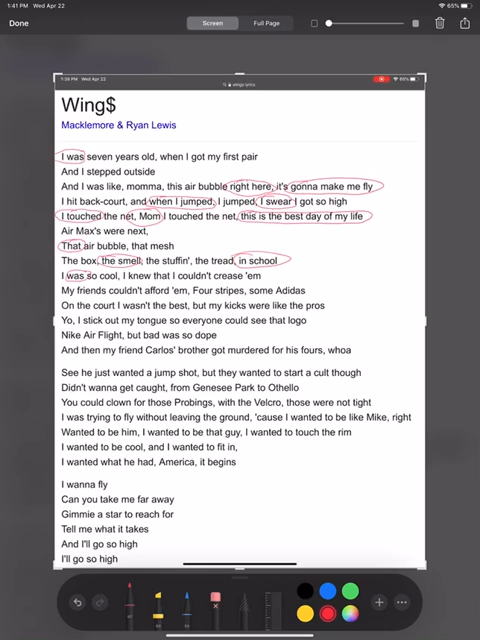 1:41 PM Wed Apr 22
65%
Done
Screen
Full Page
1:39 PM Wed Apr 22
65%
wings lyrics
Wing$
Macklemore & Ryan Lewis
I was seven years old, when I got my first pair
And I stepped outside
And I was like, momma, this air bubble right here, it's gonna make me fly
I hit back-court, and when I jumped, I jumped, I swear I got so high
I touched the net, Mom I touched the net, this is the best day of my life
Air Max's were next,
That air bubble, that mesh
The box, the smell, the stuffin', the tread, in school
I was so cool, I knew that I couldn't crease 'em
My friends couldn't afford 'em, Four stripes, some Adidas
On the court I wasn't the best, but my kicks were like the pros
Yo, I stick out my tongue so everyone could see that logo
Nike Air Flight, but bad was so dope
And then my friend Carlos' brother got murdered for his fours, whoa
See he just wanted a jump shot, but they wanted to start a cult though
Didn't wanna get caught, from Genesee Park to Othello
You could clown for those Probings, with the Velcro, those were not tight
I was trying to fly without leaving the ground, 'cause I wanted to be like Mike, right
Wanted to be him, I wanted to be that guy, I wanted to touch the rim
I wanted to be cool, and I wanted to fit in,
I wanted what he had, America, it begins
I wanna fly
Can you take me far away
Gimmie a star to reach for
Tell me what it takes
And I'll go so high
I'll go so high